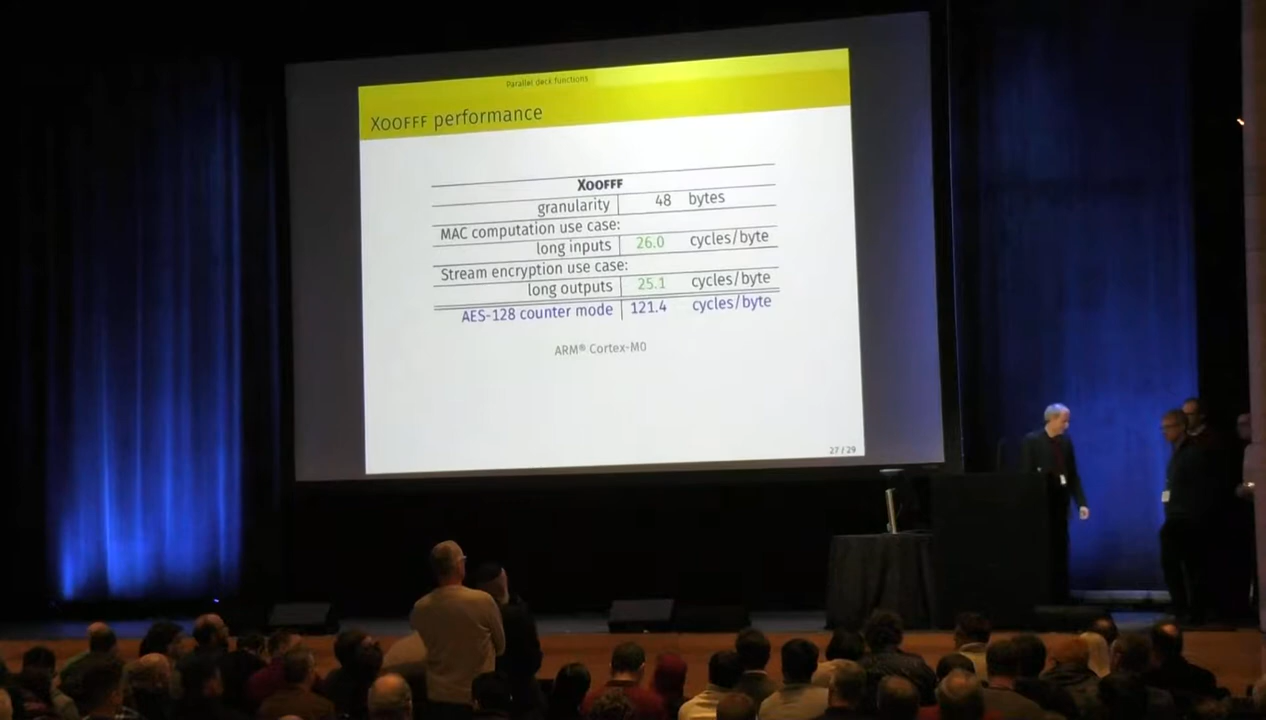 Parallel deck functions
XOOFFF performance
XOOFFF
granularity 48 bytes
MAC computation use case:
long inputs 26.0 cycles/byte
Stream encryption use case:
long outputs 25.1 cycles/byte
AES-128 counter mode 121.4 cycles/byte
ARM® Cortex-M0
27 / 29